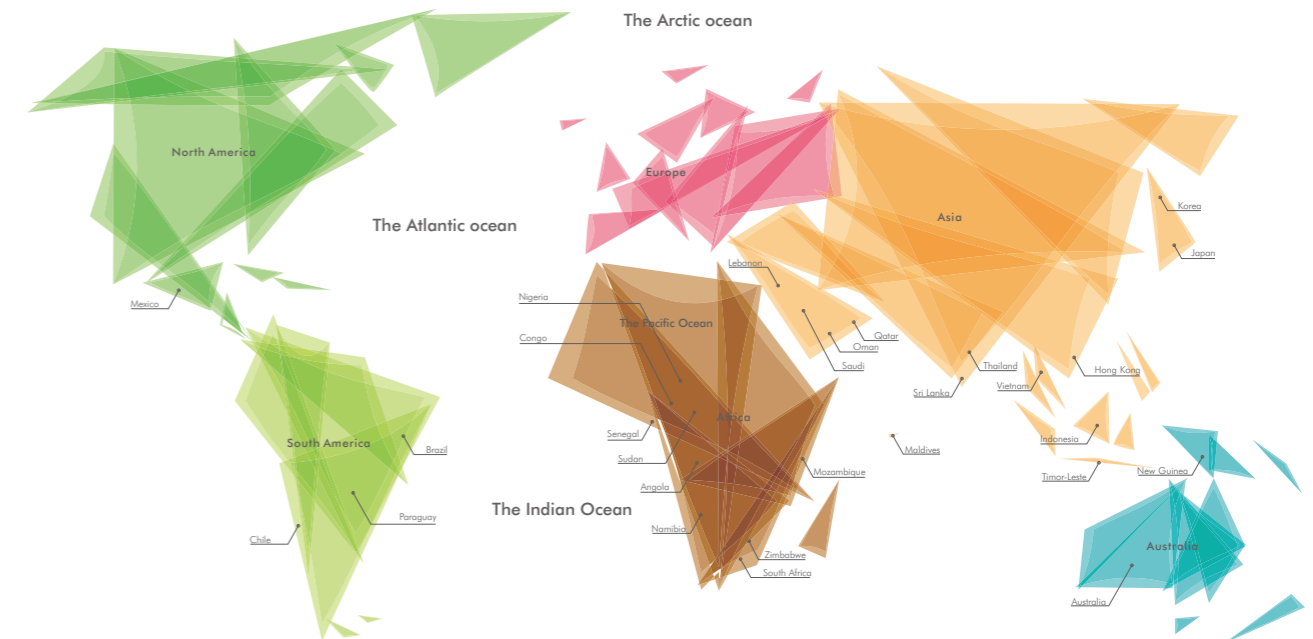 The Arctic ocean
North America
Europe
Korea
Asia
The Atlantic ocean
Japan
Lebanon
Nigeria
Mexico
The Pacific Ocean
Congo
Qatar
Oman
Saudi
Thailand
Hong Kong
Vietnam
Sri Lanka
Africa
Senegal
South America
Brazil
Indonesia
Maldives
Sudan
Mozambique
New Guinea
Timor-Leste
Angola
The Indian Ocean
Paraguay
Namibia
Chile
Zimbabwe
Australia
South Africa
Australia